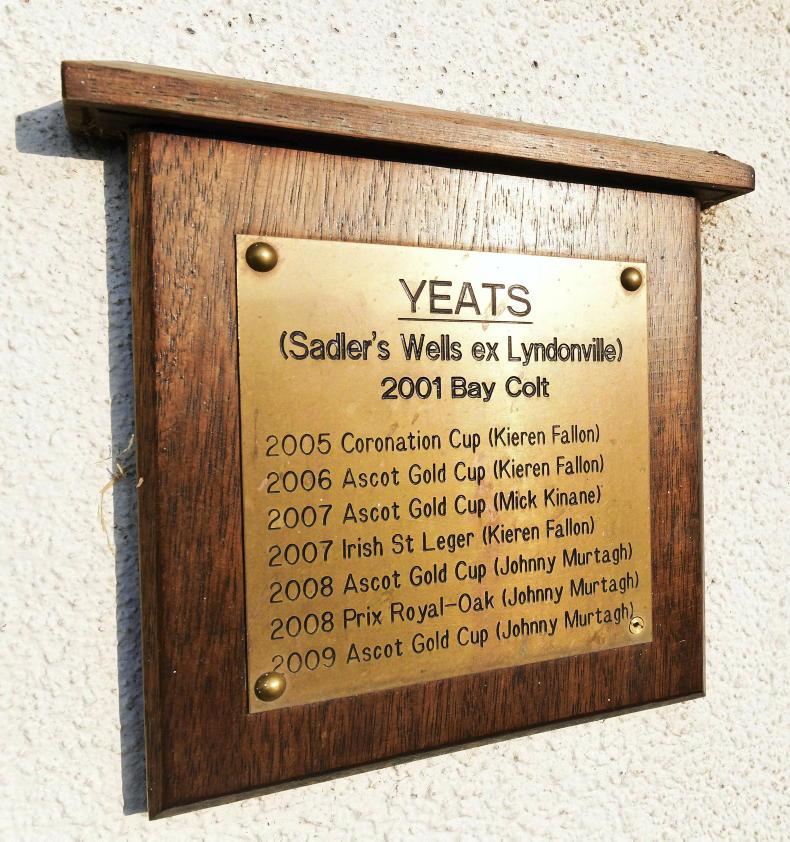 YEATS
(Sadler's Wells ex Lyndonville)
2001 Bay Colt
2005 Coronation Cup (Kieren Fallon)
2006 Ascot Gold Cup (Kieren Fallon)
2007 Ascot Gold Cup (Mick Kinane)
2007 Irish St Leger (Kieren Fallon)
2008 Ascot Gold Cup (Johnny Murtagh)
2008 Prix Royal-Oak (Johnny Murtagh)
2009 Ascot Gold Cup (Johnny Murtagh)